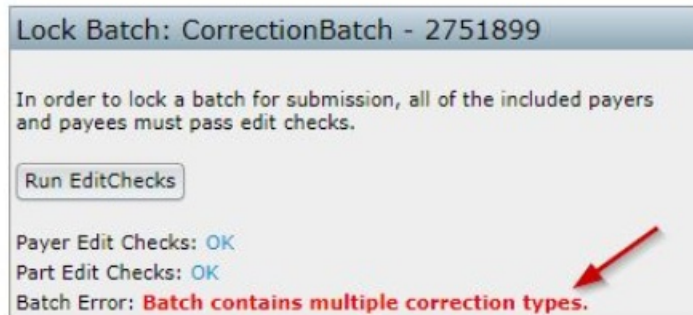 Lock Batch: CorrectionBatch - 2751899
In order to lock a batch for submission, all of the included payers
and payees must pass edit checks.
Run EditChecks
Payer Edit Checks: OK
Part Edit Checks: OK
Batch Error: Batch contains multiple correction types.